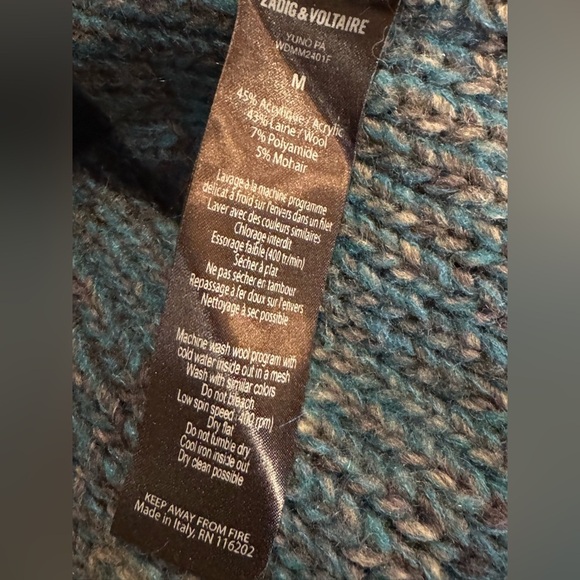 ZADIG & VOLTAIRE
YUNO PA
WDMM2401F
M
45% Acrylique / Acrylic
43% Laine / Wool
7% Polyamide
5% Mohair
Lavage à la machine programme
délicat à froid sur l'envers dans un filet
Laver avec des couleurs similaires
Chlorage interdit
Essorage faible (400 tr/min)
Sécher à plat
Ne pas sécher en tambour
Repassage à l'er doux sur l'envers
Nettoyage à sec possible
Machine wash wool program with
cold water inside out in a mesh
Wash with similar colors
Do not bleach
Low spin speed (400 rpm)
Dry flat
Do not tumble dry
Cool iron inside out
Dry clean possible
KEEP AWAY FROM FIRE
Made in Italy, RN 116202